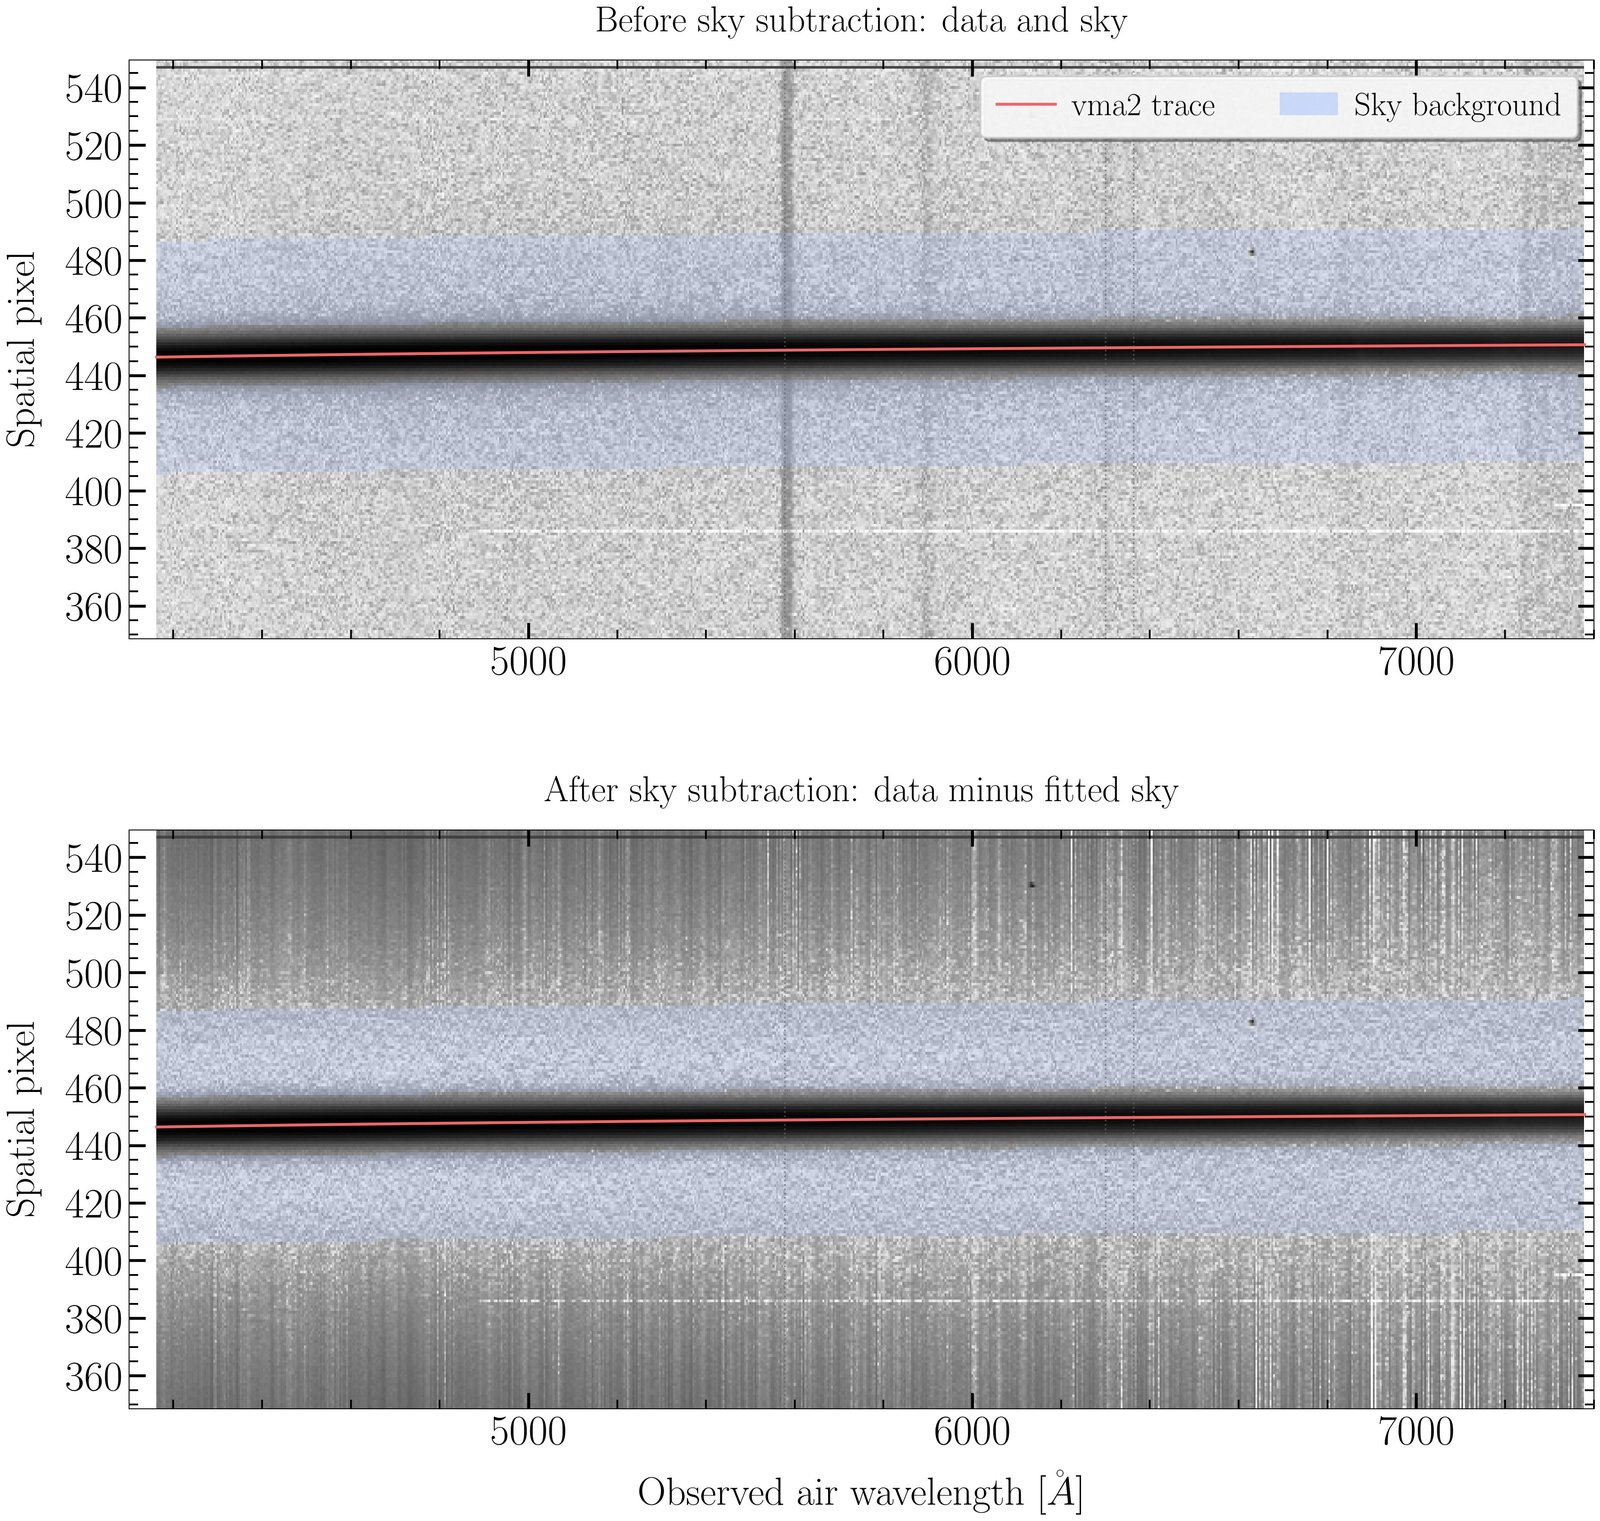 Before sky subtraction: data and sky
vma2 trace Sky background
540
520
500
480
460
440
420
400
380
360
Spatial pixel
5000 6000 7000
After sky subtraction: data minus fitted sky
540
520
500
480
460
440
420
400
380
360
Spatial pixel
5000 6000 7000
Observed air wavelength [Å]